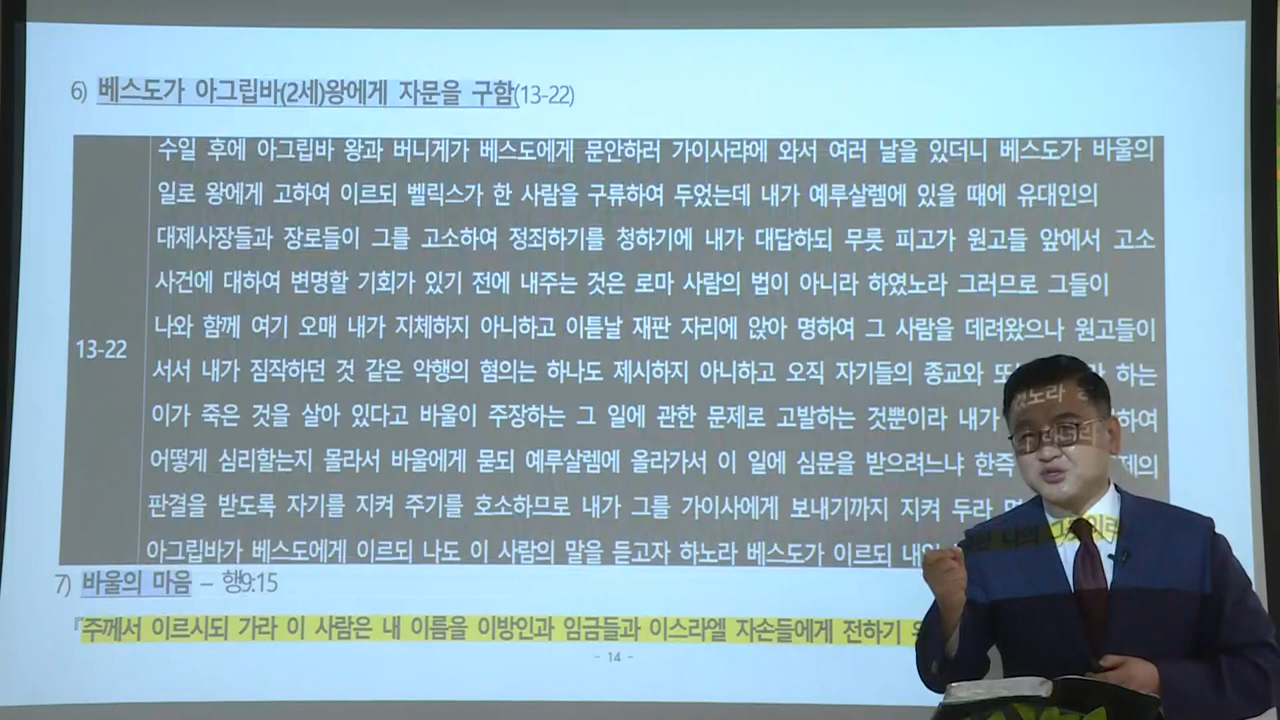 6) 베스도가 아그립바(2세)왕에게 자문을 구함(13-22)
수일 후에 아그립바 왕과 버니게가 베스도에게 문안하러 가이사랴에 와서 여러 날을 있더니 베스도가 바울의
일로 왕에게 고하여 이르되 벨릭스가 한 사람을 구류하여 두었는데 내가 예루살렘에 있을 때에 유대인의
대제사장들과 장로들이 그를 고소하여 정죄하기를 청하기에 내가 대답하되 무릇 피고가 원고들 앞에서 고소
사건에 대하여 변명할 기회가 있기 전에 내주는 것은 로마 사람의 법이 아니라 하였노라 그러므로 그들이
나와 함께 여기 오매 내가 지체하지 아니하고 이튿날 재판 자리에 앉아 명하여 그 사람을 데려왔으나 원고들이
13-22
서서 내가 짐작하던 것 같은 악행의 혐의는 하나도 제시하지 아니하고 오직 자기들의 종교와 또 하는
이가 죽은 것을 살아 있다고 바울이 주장하는 그 일에 관한 문제로 고발하는 것뿐이라 내가 하여
어떻게 심리할는지 몰라서 바울에게 묻되 예루살렘에 올라가서 이 일에 심문을 받으려느냐 한즉 제의
판결을 받도록 자기를 지켜 주기를 호소하므로 내가 그를 가이사에게 보내기까지 지켜 두라
아그립바가 베스도에게 이르되 나도 이 사람의 말을 듣고자 하노라 베스도가 이르되 내일
7) 바울의 마음 – 행9:15
『주께서 이르시되 가라 이 사람은 내 이름을 이방인과 임금들과 이스라엘 자손들에게 전하기
- 14 -